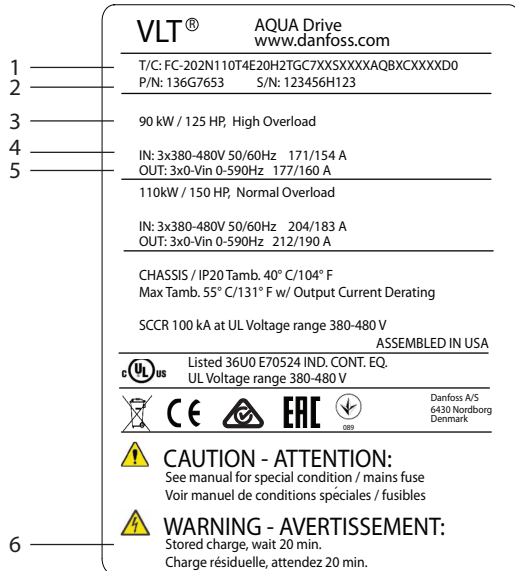 VLT® AQUA Drive
www.danfoss.com
1 T/C: FC-202N110T4E20H2TGC7XXSXXXXAQBXCXXXXD0
2 P/N: 136G7653 S/N: 123456H123
3 90 kW / 125 HP, High Overload
4 IN: 3x380-480V 50/60Hz 171/154 A
5 OUT: 3x0-Vin 0-590Hz 177/160 A
110kW / 150 HP, Normal Overload
IN: 3x380-480V 50/60Hz 204/183 A
OUT: 3x0-Vin 0-590Hz 212/190 A
CHASSIS / IP20 Tamb. 40° C/104° F
Max Tamb. 55° C/131° F w/ Output Current Derating
SCCR 100 kA at UL Voltage range 380-480 V
ASSEMBLED IN USA
c UL us Listed 36U0 E70524 IND. CONT. EQ.
UL Voltage range 380-480 V
CE EAC 089
Danfoss A/S
6430 Nordborg
Denmark
CAUTION - ATTENTION:
See manual for special condition / mains fuse
Voir manuel de conditions spéciales / fusibles
WARNING - AVERTISSEMENT:
6 Stored charge, wait 20 min.
Charge résiduelle, attendez 20 min.